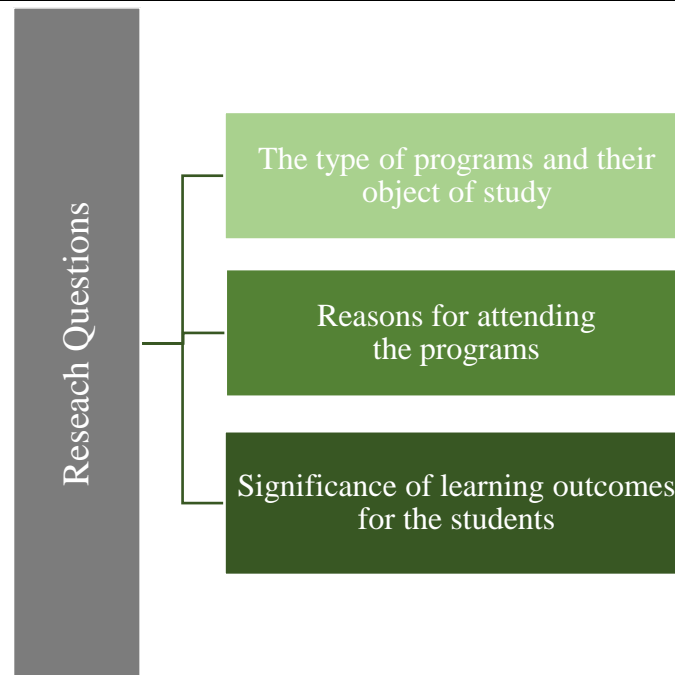 Reseach Questions
The type of programs and their
object of study
Reasons for attending
the programs
Significance of learning outcomes
for the students